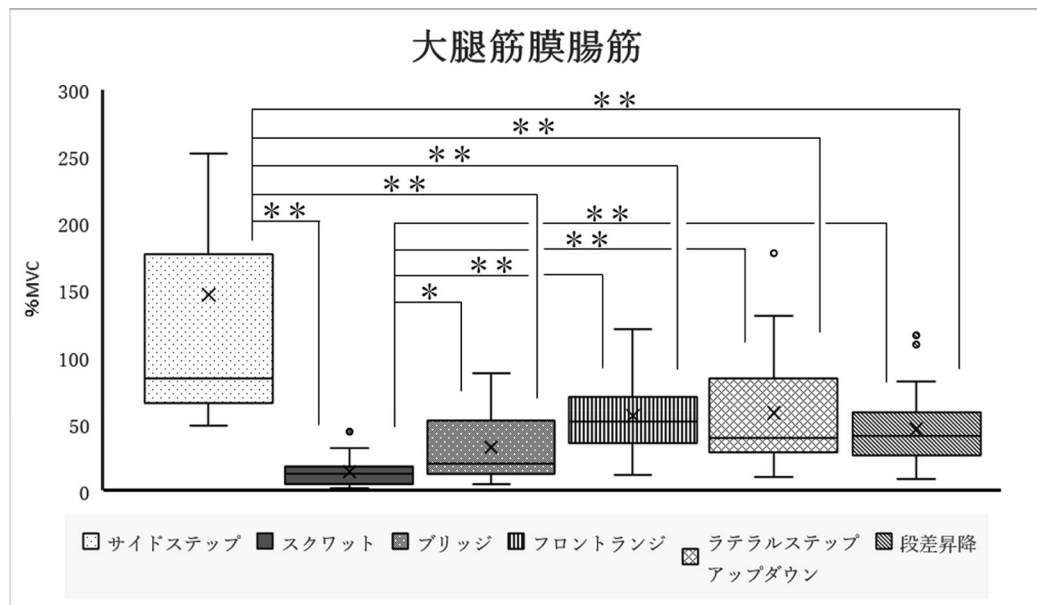 大腿筋膜腸筋
300
250
200
150
100
50
0
%MVC
**
**
**
**
**
**
**
**
*
サイドステップ
スクワット
ブリッジ
フロントランジ
ラテラルステップ
アップダウン
段差昇降